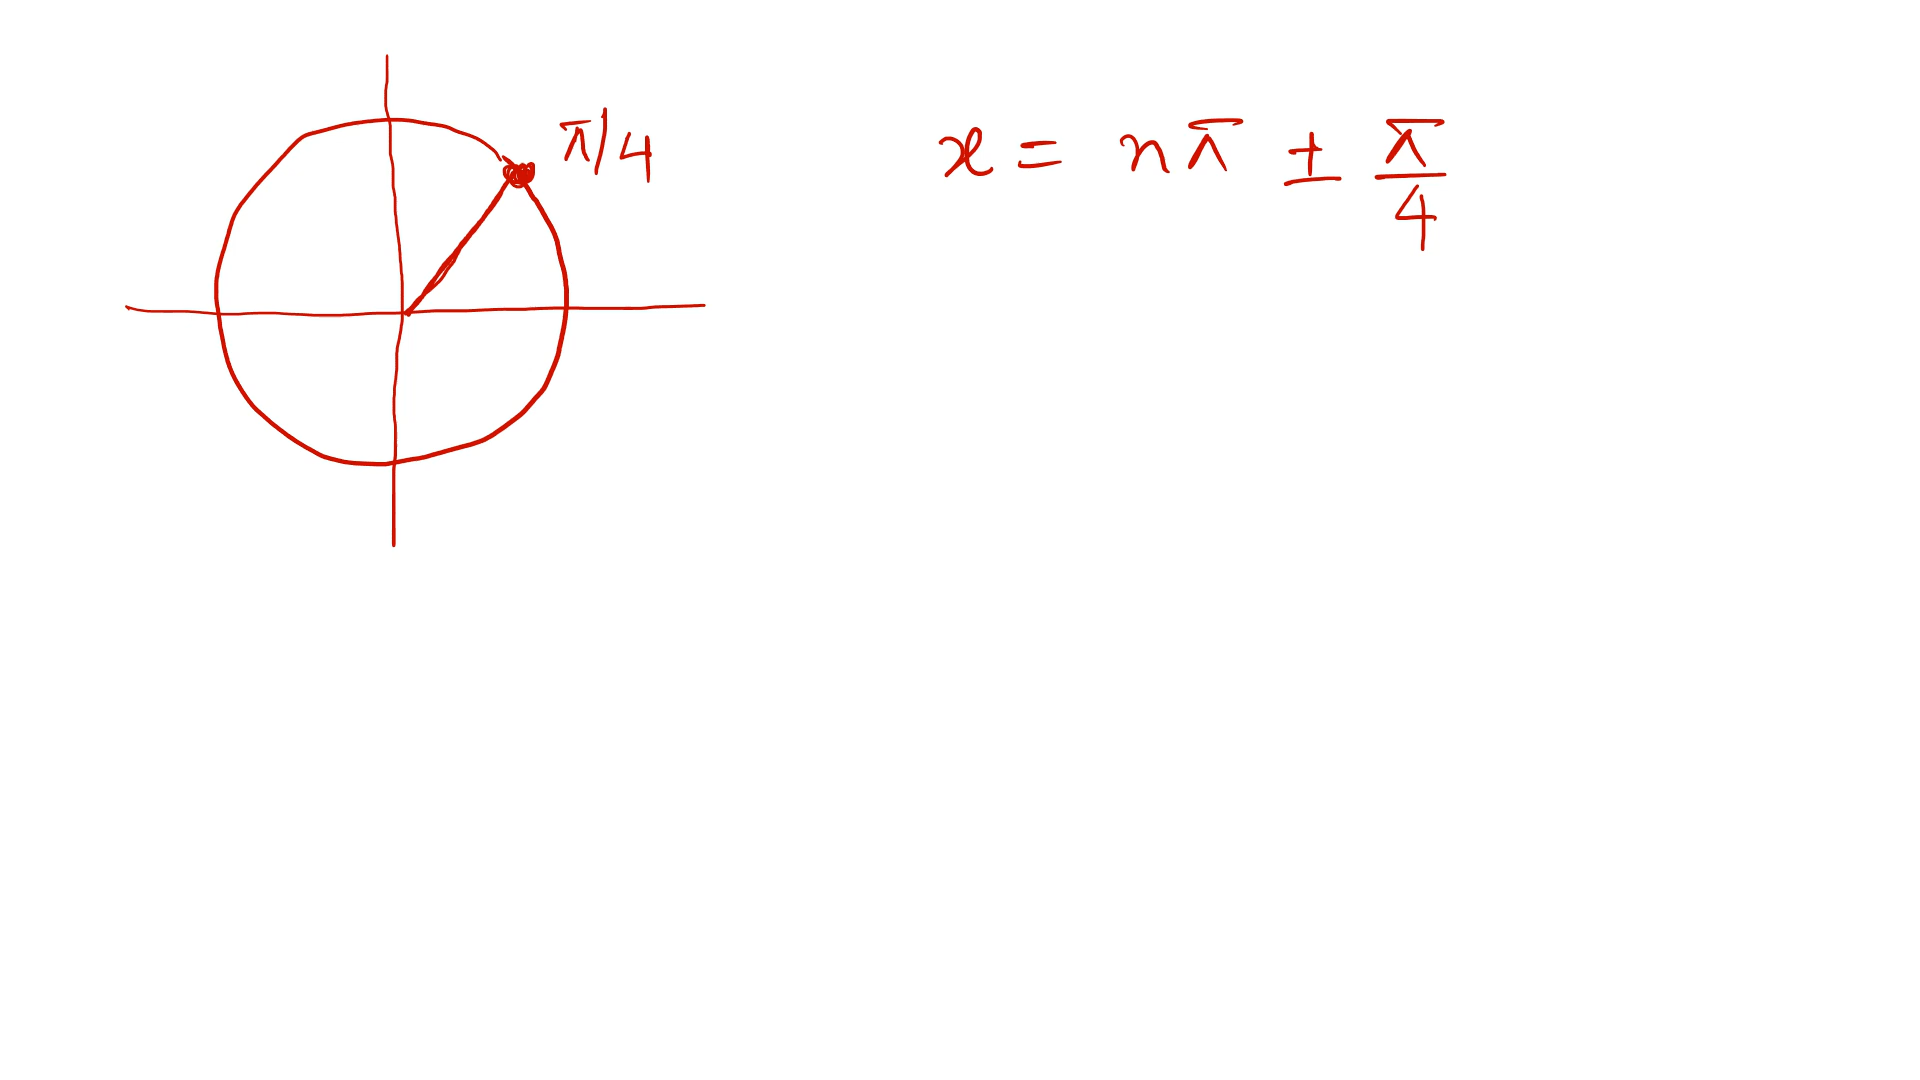 π/4
x = nπ ± π/4